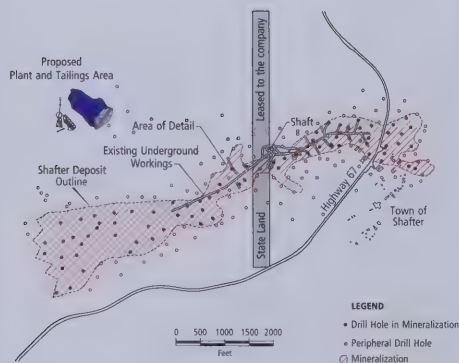 Proposed
Plant and Tailings Area
Leased to the company
Area of Detail
Shaft
Existing Underground
Workings
Shafter Deposit
Outline
Highway 67
State Land
Town of
Shafter
0 500 1000 1500 2000
Feet
LEGEND
Drill Hole in Mineralization
Peripheral Drill Hole
Mineralization